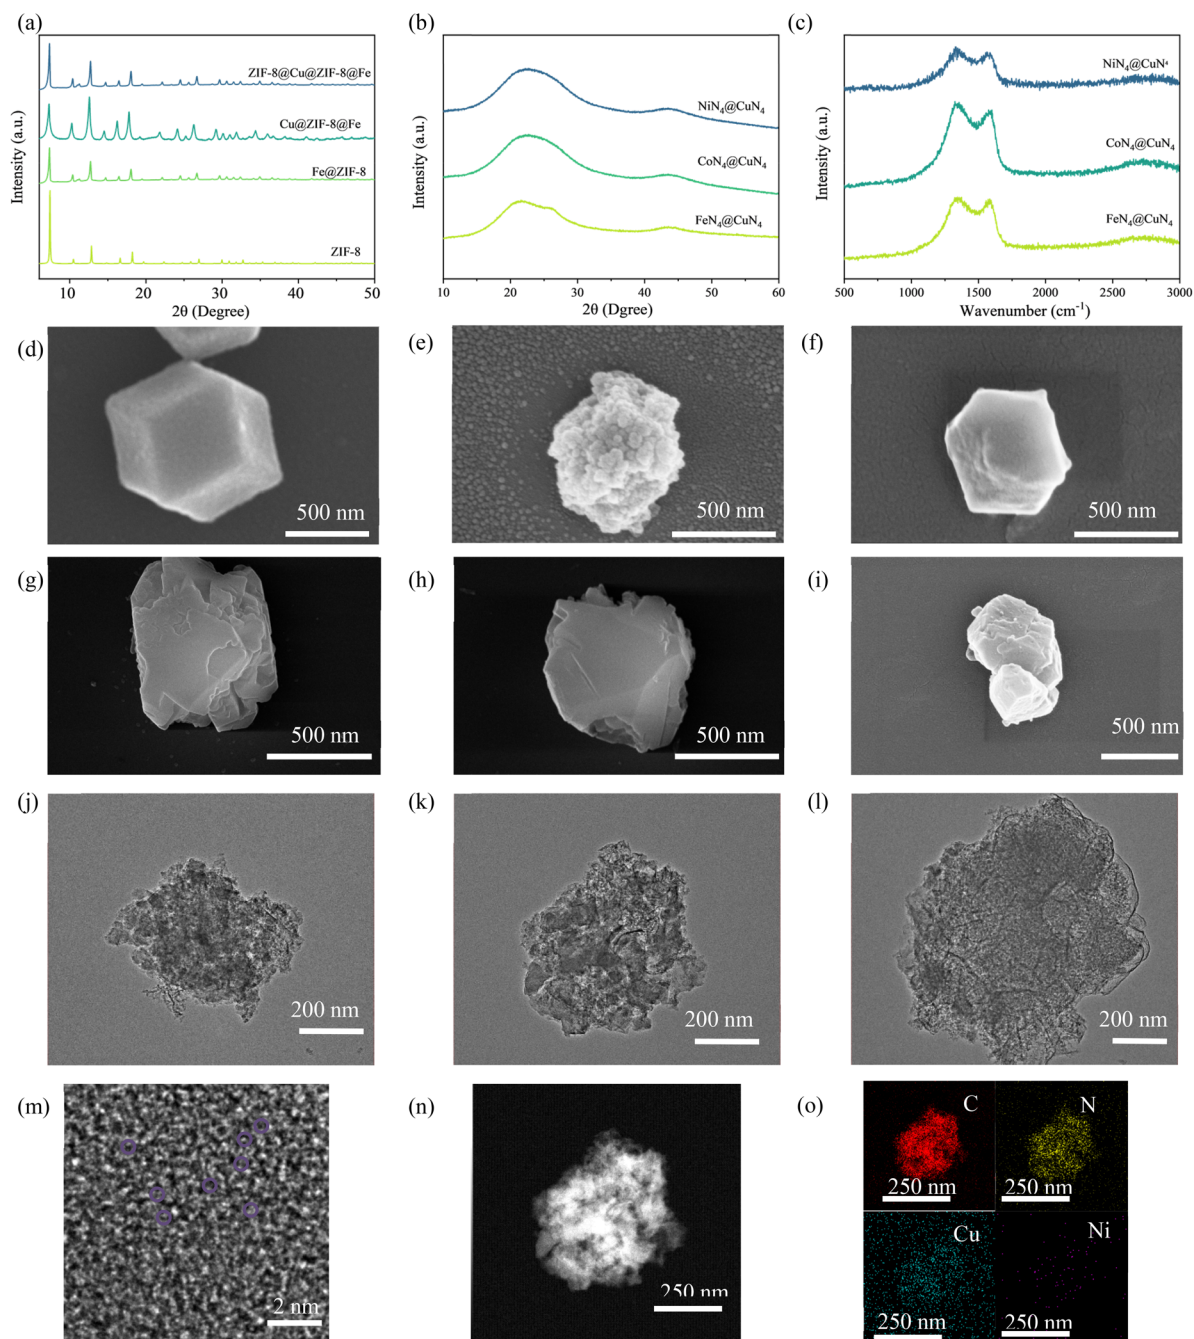 (a.)
ZIF-8@Cu@ZIF-8@Fe
Cu@ZIF-8@Fe
Fe@ZIF-8
ZIF-8
Intensity (a.u.)
10 20 30 40 50
2θ (Degree)
(b)
NiN₄@CuN₄
CoN₄@CuN₄
FeN₄@CuN₄
Intensity (a.u.)
10 20 30 40 50 60
2θ (Dgree)
(c)
NiN₄@CuN⁴
CoN₄@CuN₄
FeN₄@CuN₄
Intensity (a.u.)
500 1000 1500 2000 2500 3000
Wavenumber (cm⁻¹)
(d)
500 nm
(e)
500 nm
(f)
500 nm
(g)
500 nm
(h)
500 nm
(i)
500 nm
(j)
200 nm
(k)
200 nm
(l)
200 nm
(m)
2 nm
(n)
250 nm
(o)
C
250 nm
N
250 nm
Cu
250 nm
Ni
250 nm